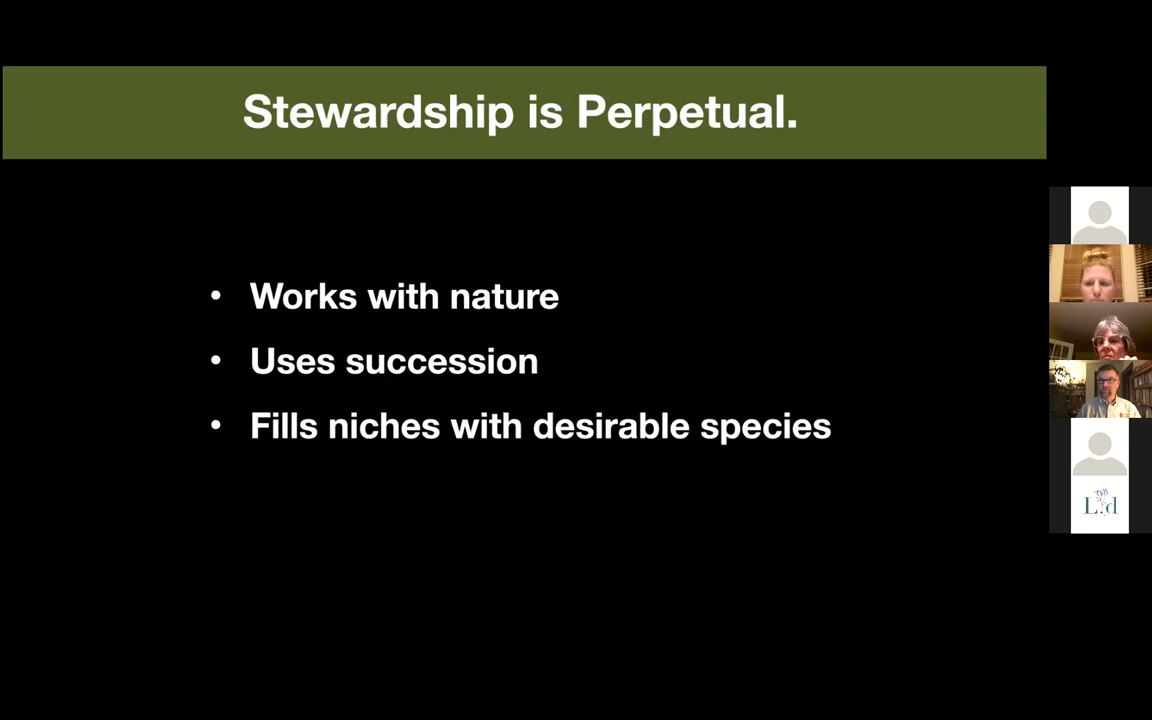 Stewardship is Perpetual.
• Works with nature
• Uses succession
• Fills niches with desirable species
L.d